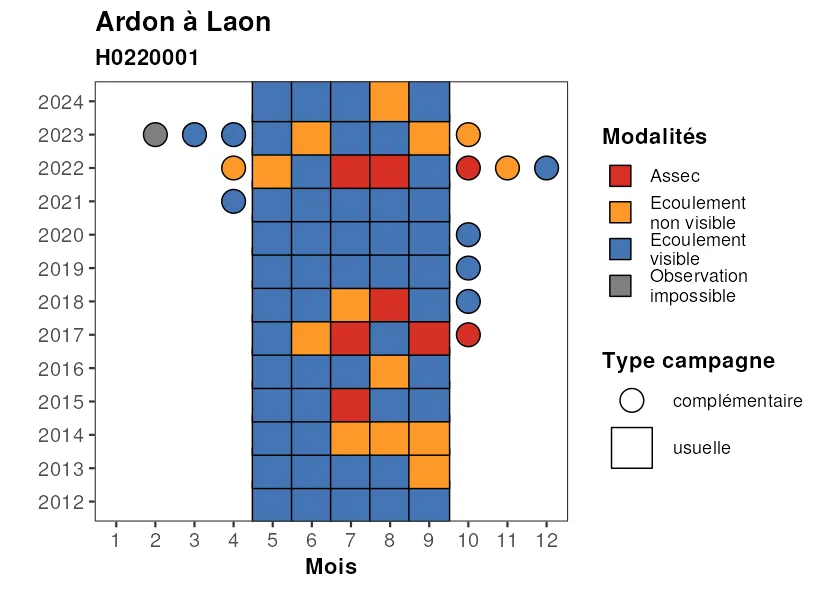 Ardon à Laon
H0220001
2024
2023
2022
2021
2020
2019
2018
2017
2016
2015
2014
2013
2012
1 2 3 4 5 6 7 8 9 10 11 12
Mois
Modalités
Assec
Ecoulement
non visible
Ecoulement
visible
Observation
impossible
Type campagne
complémentaire
usuelle